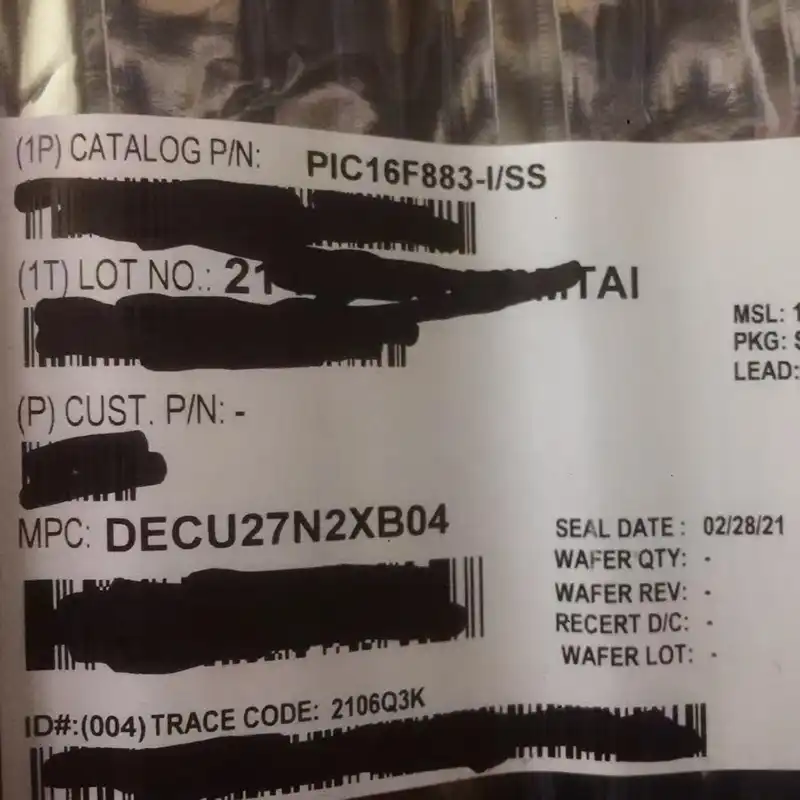 (1P) CATALOG P/N: PIC16F883-I/SS
(1T) LOT NO.: 21 TAI
MSL: 1
PKG: S
LEAD:
(P) CUST. P/N: -
MPC: DECU27N2XB04
SEAL DATE : 02/28/21
WAFER QTY: -
WAFER REV: -
RECERT D/C: -
WAFER LOT: -
ID#:(004) TRACE CODE: 2106Q3K